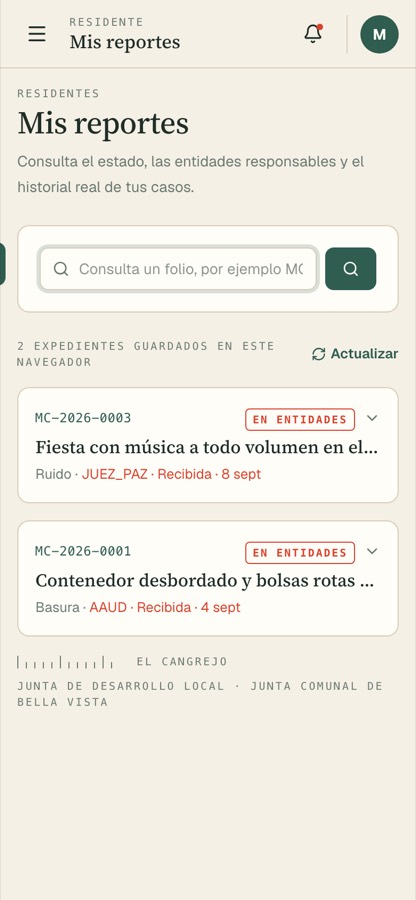 RESIDENTE
Mis reportes
M
RESIDENTES
Mis reportes
Consulta el estado, las entidades responsables y el
historial real de tus casos.
Consulta un folio, por ejemplo MC
2 EXPEDIENTES GUARDADOS EN ESTE
NAVEGADOR
Actualizar
MC-2026-0003
EN ENTIDADES
Fiesta con música a todo volumen en el...
Ruido · JUEZ_PAZ · Recibida · 8 sept
MC-2026-0001
EN ENTIDADES
Contenedor desbordado y bolsas rotas ...
Basura · AAUD · Recibida · 4 sept
EL CANGREJO
JUNTA DE DESARROLLO LOCAL · JUNTA COMUNAL DE
BELLA VISTA